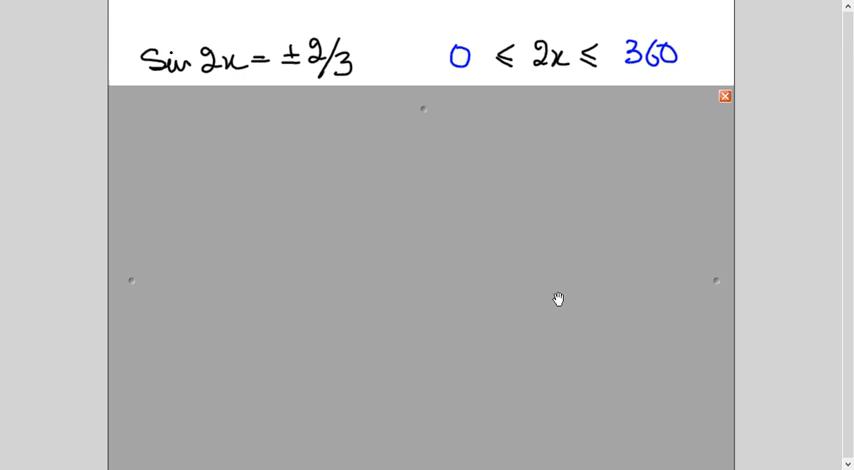 sin 2x = ± 2/3 0 ⩽ 2x ⩽ 360